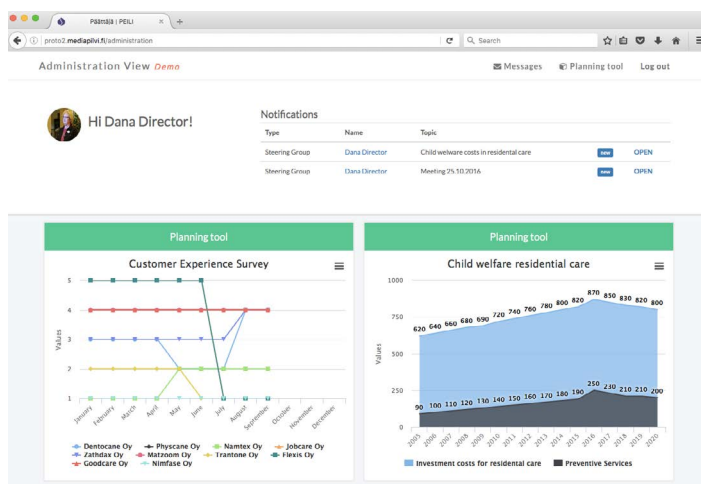 Päättäjä | PEILI
proto2.mediapilvi.fi/administration
Search
Administration View Demo
Messages
Planning tool
Log out
Hi Dana Director!
Notifications
Type Name Topic
Steering Group Dana Director Child welware costs in residental care new OPEN
Steering Group Dana Director Meeting 25.10.2016 new OPEN
Planning tool
Customer Experience Survey
Values
5
4
3
2
1
January February March April May June July August September October November December
Dentocane Oy Physcane Oy Namtex Oy Jobcare Oy
Zathdax Oy Matzoom Oy Trantone Oy Flexis Oy
Goodcare Oy Nimfase Oy
Planning tool
Child welfare residential care
Values
1000
750
500
250
0
620 640 660 680 690 720 740 760 780 800 820 870 850 830 820 800
90 100 110 120 130 140 150 160 170 180 190 250 230 210 210 200
2005 2006 2007 2008 2009 2010 2011 2012 2013 2014 2015 2016 2017 2018 2019 2020
Investment costs for residental care Preventive Services